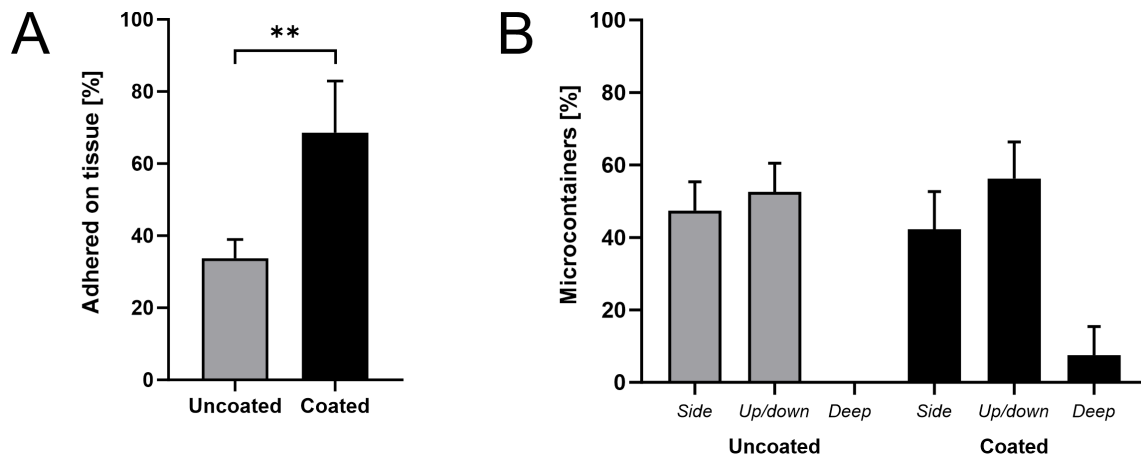 A
Adhered on tissue [%]
100
80
60
40
20
0
**
Uncoated Coated
B
Microcontainers [%]
100
80
60
40
20
0
Side Up/down Deep Side Up/down Deep
Uncoated Coated